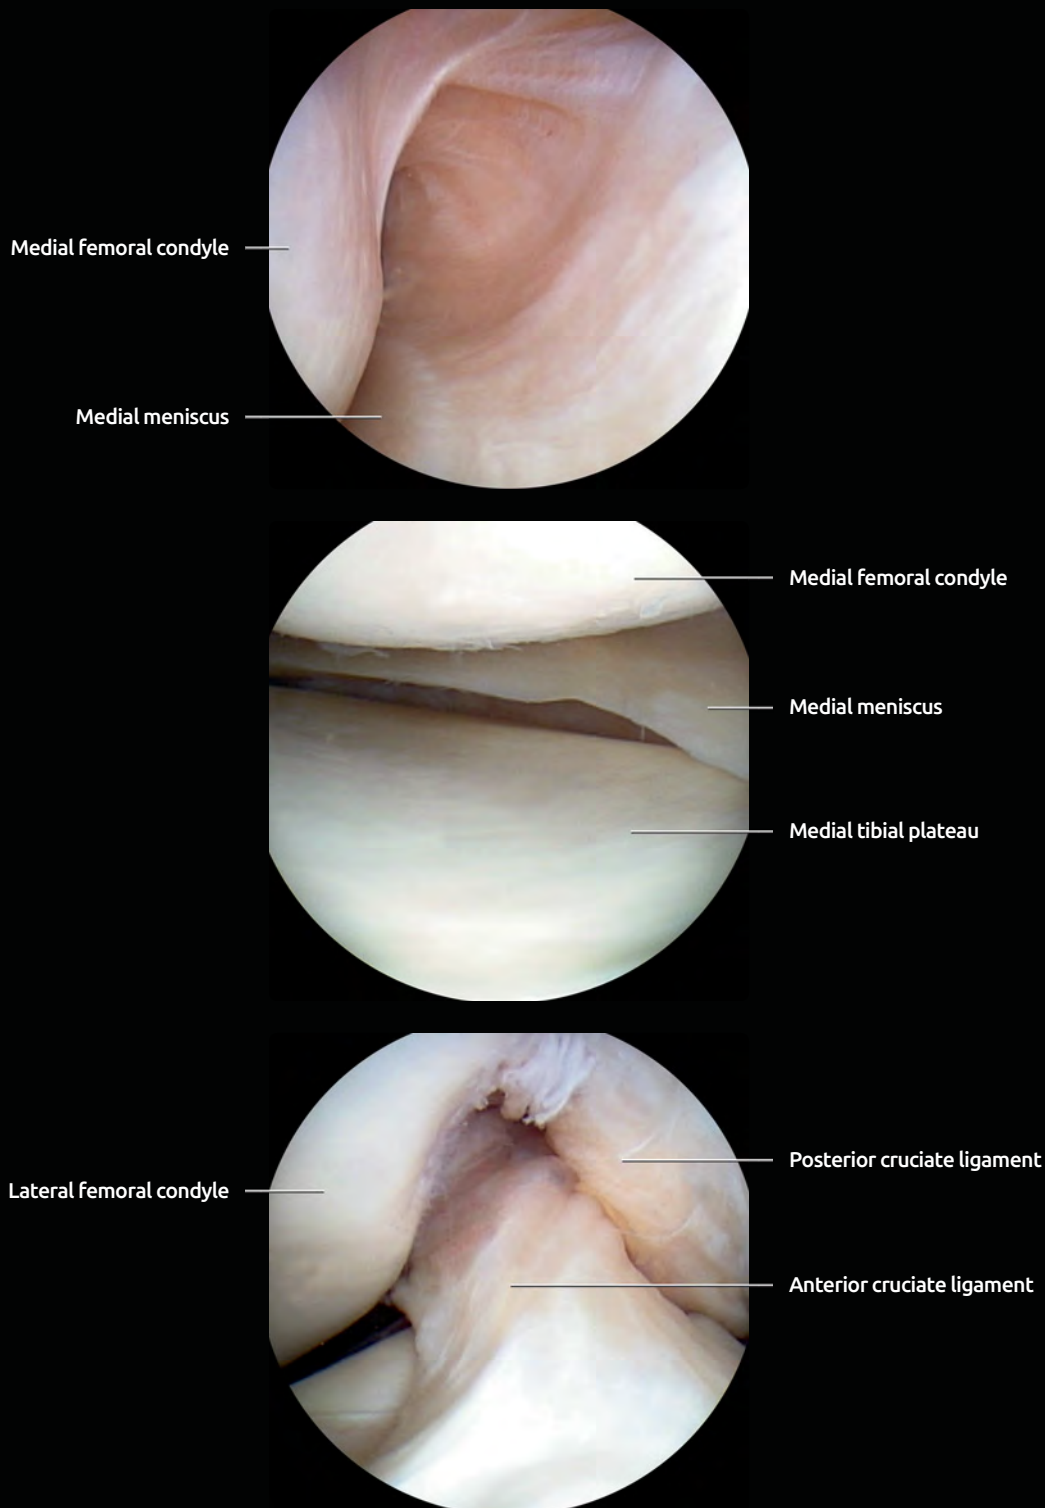 Medial femoral condyle
Medial meniscus
Medial femoral condyle
Medial meniscus
Medial tibial plateau
Posterior cruciate ligament
Lateral femoral condyle
Anterior cruciate ligament